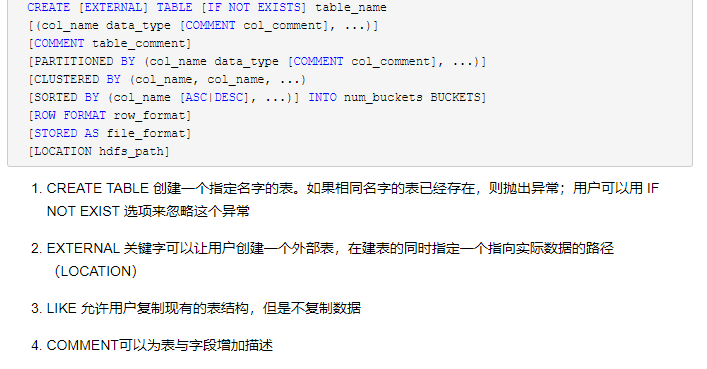 CREATE [EXTERNAL] TABLE [IF NOT EXISTS] table_name
[(col_name data_type [COMMENT col_comment], ...)]
[COMMENT table_comment]
[PARTITIONED BY (col_name data_type [COMMENT col_comment], ...)]
[CLUSTERED BY (col_name, col_name, ...)
[SORTED BY (col_name [ASC|DESC], ...)] INTO num_buckets BUCKETS]
[ROW FORMAT row_format]
[STORED AS file_format]
[LOCATION hdfs_path]
1. CREATE TABLE 创建一个指定名字的表。如果相同名字的表已经存在，则抛出异常；用户可以用 IF
NOT EXIST 选项来忽略这个异常
2. EXTERNAL 关键字可以让用户创建一个外部表，在建表的同时指定一个指向实际数据的路径
（LOCATION）
3. LIKE 允许用户复制现有的表结构，但是不复制数据
4. COMMENT可以为表与字段增加描述